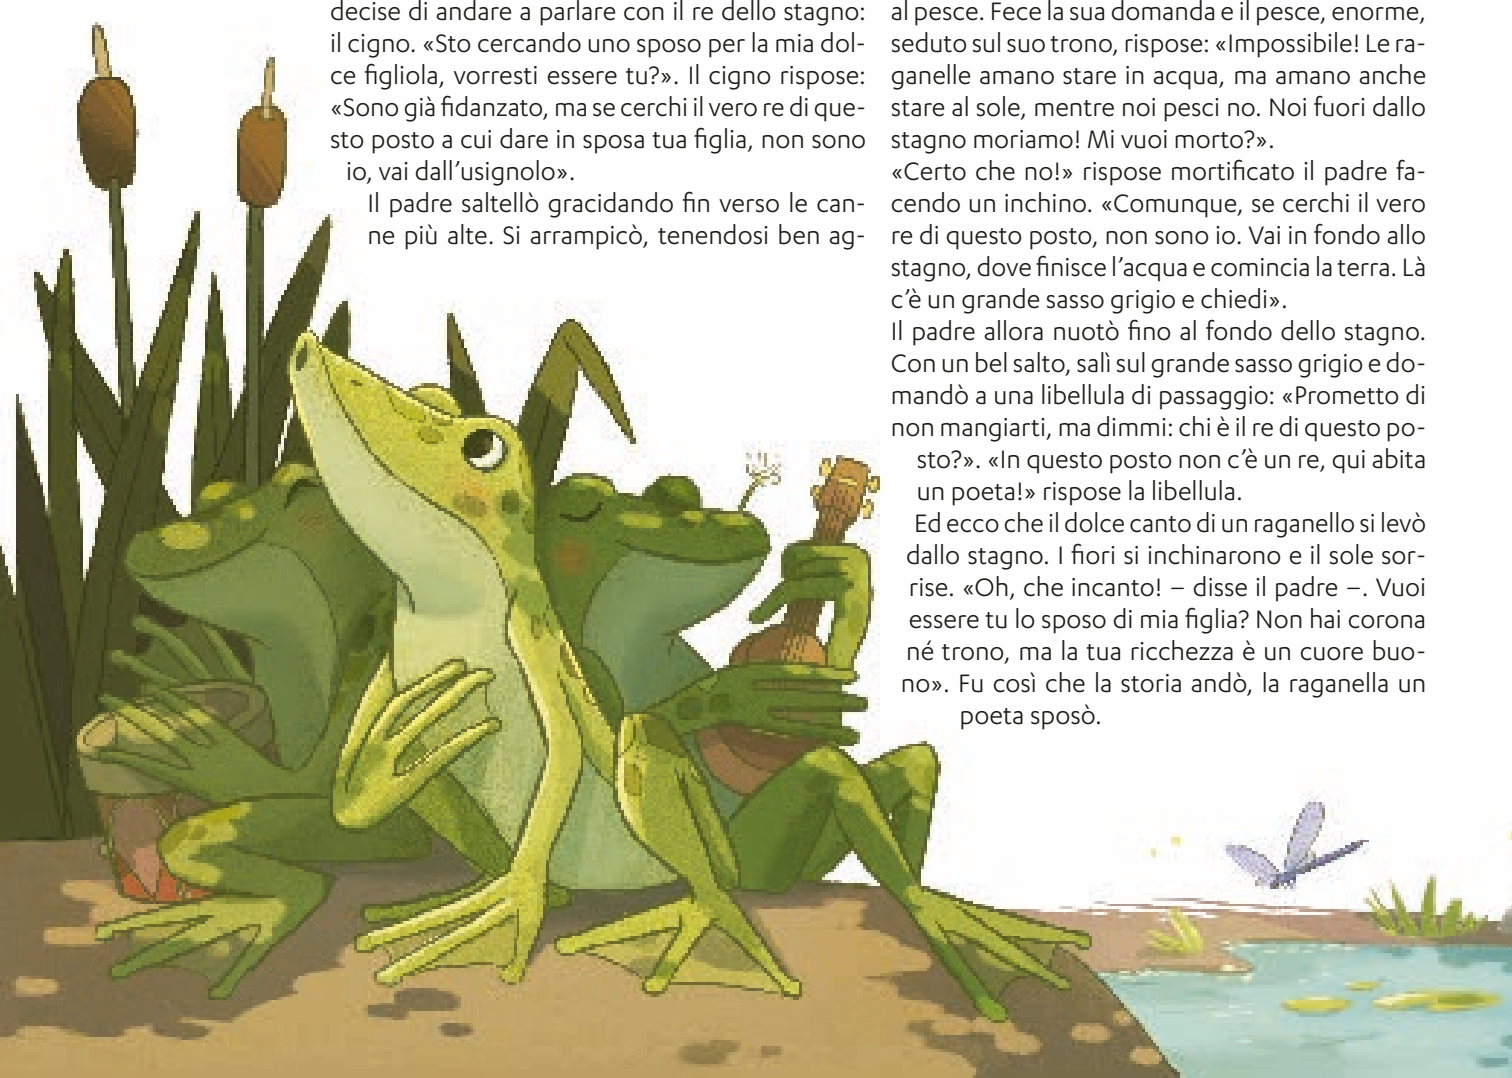 decise di andare a parlare con il re dello stagno:
il cigno. «Sto cercando uno sposo per la mia dol-
ce figliola, vorresti essere tu?». Il cigno rispose:
«Sono già fidanzato, ma se cerchi il vero re di que-
sto posto a cui dare in sposa tua figlia, non sono
io, vai dall’usignolo».
Il padre saltellò gracidando fin verso le can-
ne più alte. Si arrampicò, tenendosi ben ag-
al pesce. Fece la sua domanda e il pesce, enorme,
seduto sul suo trono, rispose: «Impossibile! Le ra-
ganelle amano stare in acqua, ma amano anche
stare al sole, mentre noi pesci no. Noi fuori dallo
stagno moriamo! Mi vuoi morto?».
«Certo che no!» rispose mortificato il padre fa-
cendo un inchino. «Comunque, se cerchi il vero
re di questo posto, non sono io. Vai in fondo allo
stagno, dove finisce l’acqua e comincia la terra. Là
c’è un grande sasso grigio e chiedi».
Il padre allora nuotò fino al fondo dello stagno.
Con un bel salto, salì sul grande sasso grigio e do-
mandò a una libellula di passaggio: «Prometto di
non mangiarti, ma dimmi: chi è il re di questo po-
sto?». «In questo posto non c’è un re, qui abita
un poeta!» rispose la libellula.
Ed ecco che il dolce canto di un raganello si levò
dallo stagno. I fiori si inchinarono e il sole sor-
rise. «Oh, che incanto! – disse il padre –. Vuoi
essere tu lo sposo di mia figlia? Non hai corona
né trono, ma la tua ricchezza è un cuore buo-
no». Fu così che la storia andò, la raganella un
poeta sposò.